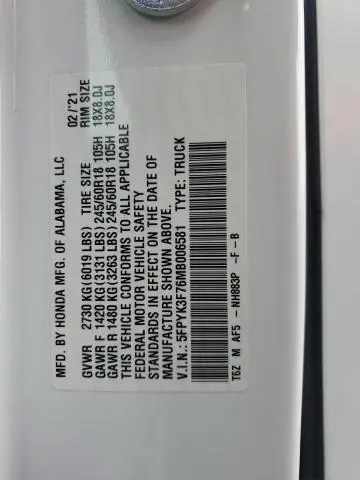 MFD. BY HONDA MFG. OF ALABAMA, LLC 02/'21
GVWR 2730 KG(6019 LBS) TIRE SIZE RIM SIZE
GAWR F 1420 KG(3131 LBS) 245/60R18 105H 18X8.0J
GAWR R 1480 KG(3263 LBS) 245/60R18 105H 18X8.0J
THIS VEHICLE CONFORMS TO ALL APPLICABLE
FEDERAL MOTOR VEHICLE SAFETY
STANDARDS IN EFFECT ON THE DATE OF
MANUFACTURE SHOWN ABOVE.
V.I.N.: 5FPYK3F76MB006581 TYPE: TRUCK
T6Z M AF5 -NH883P -F-B